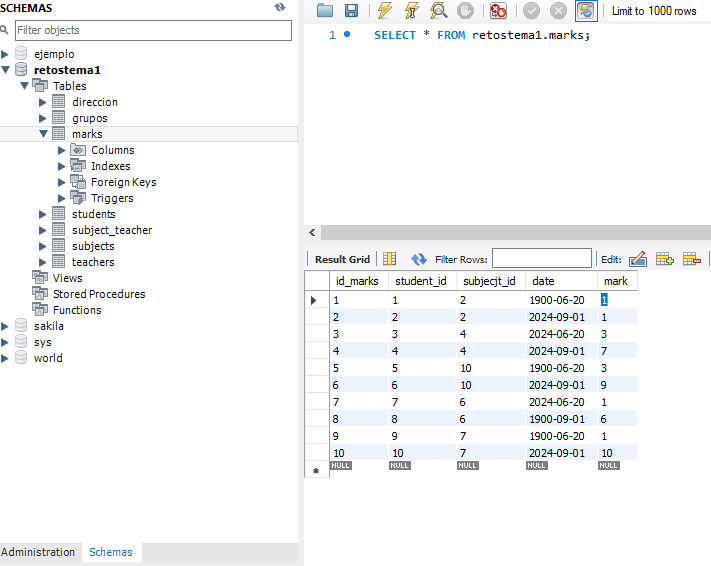 SCHEMAS
Filter objects
ejemplo
retostema1
Tables
direccion
grupos
marks
Columns
Indexes
Foreign Keys
Triggers
students
subject_teacher
subjects
teachers
Views
Stored Procedures
Functions
sakila
sys
world
Administration Schemas
Limit to 1000 rows
1 SELECT * FROM retostema1.marks;
Result Grid Filter Rows: Edit:
id_marks student_id subjecjt_id date mark
1 1 2 1900-06-20 1
2 2 2 2024-09-01 1
3 3 4 2024-06-20 3
4 4 4 2024-09-01 7
5 5 10 1900-06-20 3
6 6 10 2024-09-01 9
7 7 6 2024-06-20 1
8 8 6 1900-09-01 6
9 9 7 1900-06-20 1
10 10 7 2024-09-01 10
NULL NULL NULL NULL NULL